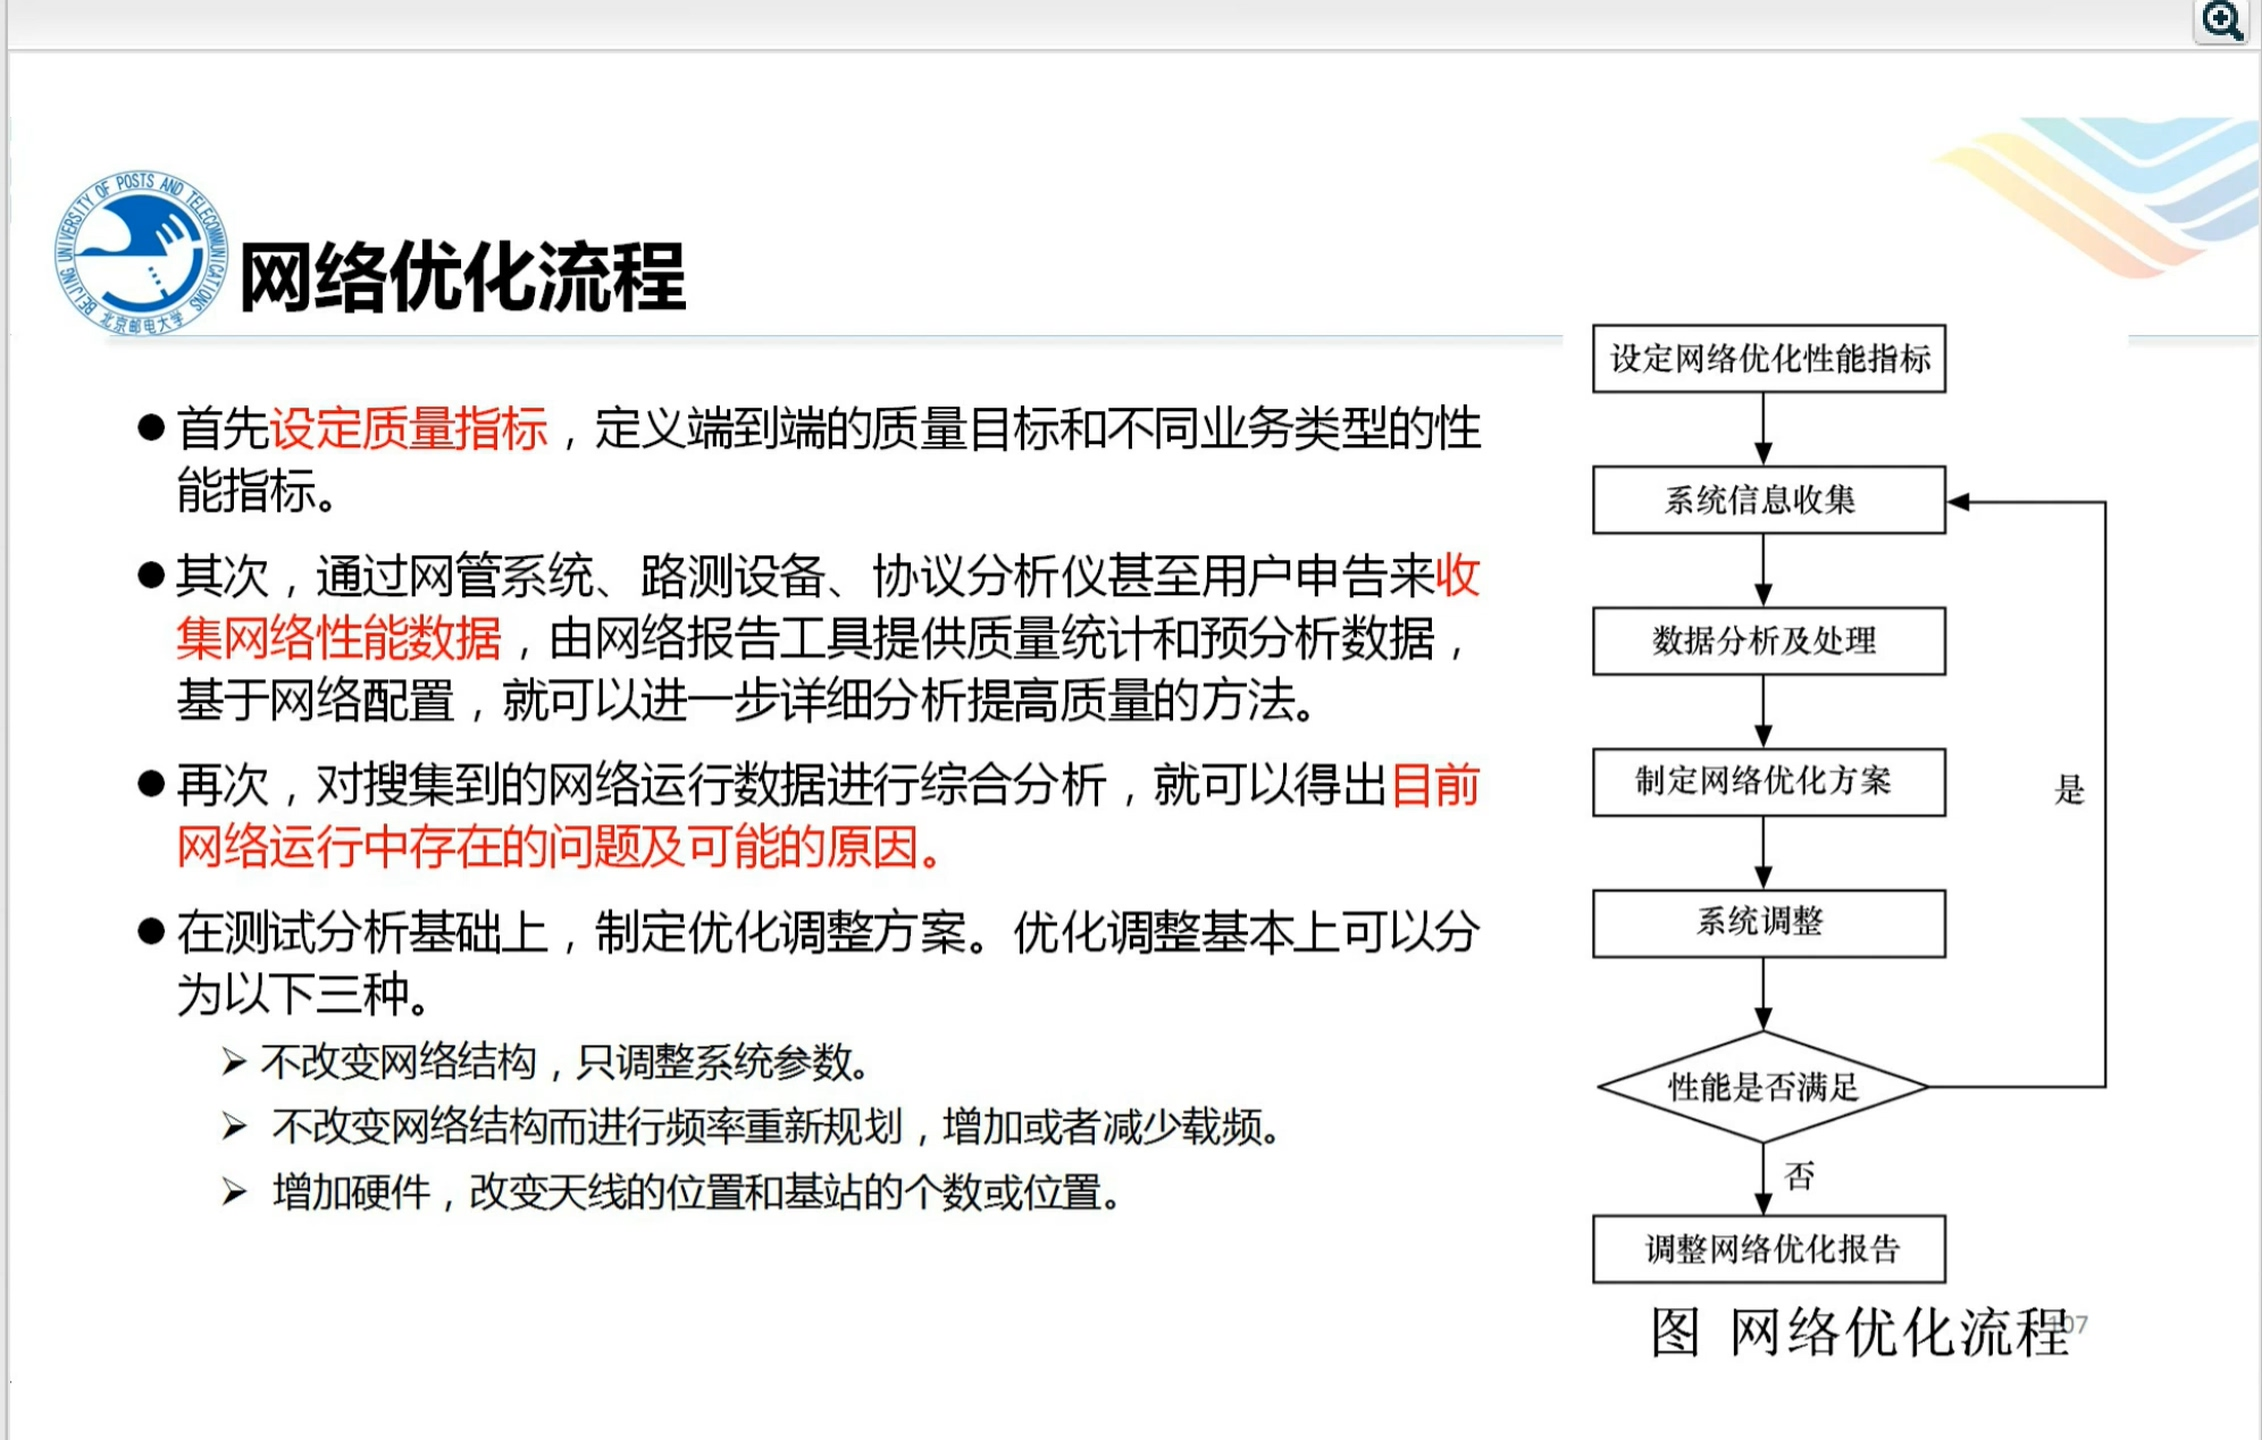 BEIJING UNIVERSITY OF POSTS AND TELECOMMUNICATIONS
北京邮电大学
网络优化流程
●首先设定质量指标，定义端到端的质量目标和不同业务类型的性
能指标。
●其次，通过网管系统、路测设备、协议分析仪甚至用户申告来收
集网络性能数据，由网络报告工具提供质量统计和预分析数据，
基于网络配置，就可以进一步详细分析提高质量的方法。
●再次，对搜集到的网络运行数据进行综合分析，就可以得出目前
网络运行中存在的问题及可能的原因。
●在测试分析基础上，制定优化调整方案。优化调整基本上可以分
为以下三种。
➢不改变网络结构，只调整系统参数。
➢ 不改变网络结构而进行频率重新规划，增加或者减少载频。
➢ 增加硬件，改变天线的位置和基站的个数或位置。
设定网络优化性能指标
系统信息收集
数据分析及处理
制定网络优化方案
是
系统调整
性能是否满足
否
调整网络优化报告
图 网络优化流程
107